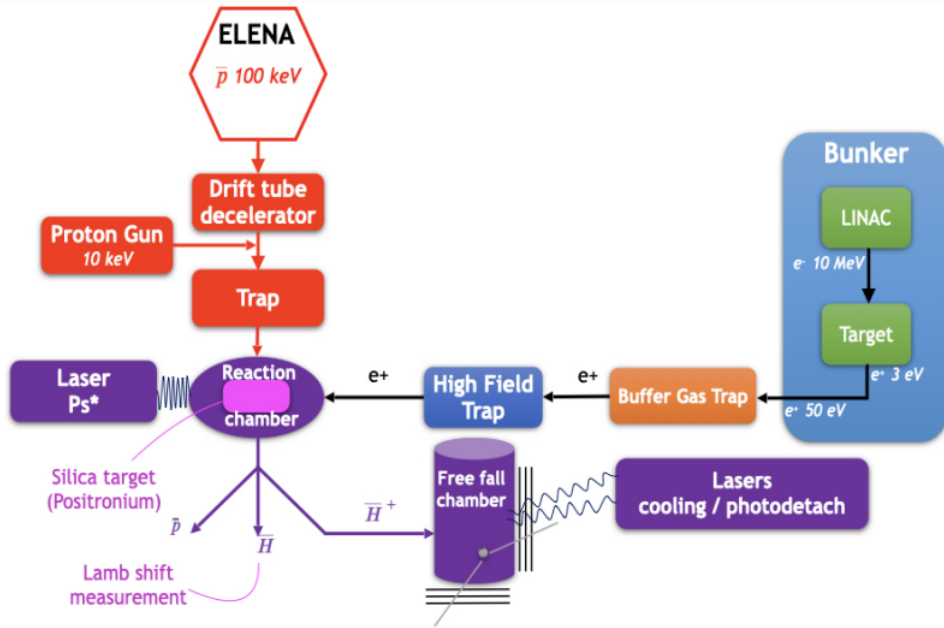 ELENA
p̅ 100 keV
Drift tube
decelerator
Proton Gun
10 keV
Trap
Bunker
LINAC
e⁻ 10 MeV
Target
e⁺ 3 eV
e⁺ 50 eV
Buffer Gas Trap
e+
High Field
Trap
e+
Reaction
chamber
Laser
Ps*
Silica target
(Positronium)
p̅
H̅
H̅⁺
Lamb shift
measurement
Free fall
chamber
Lasers
cooling / photodetach